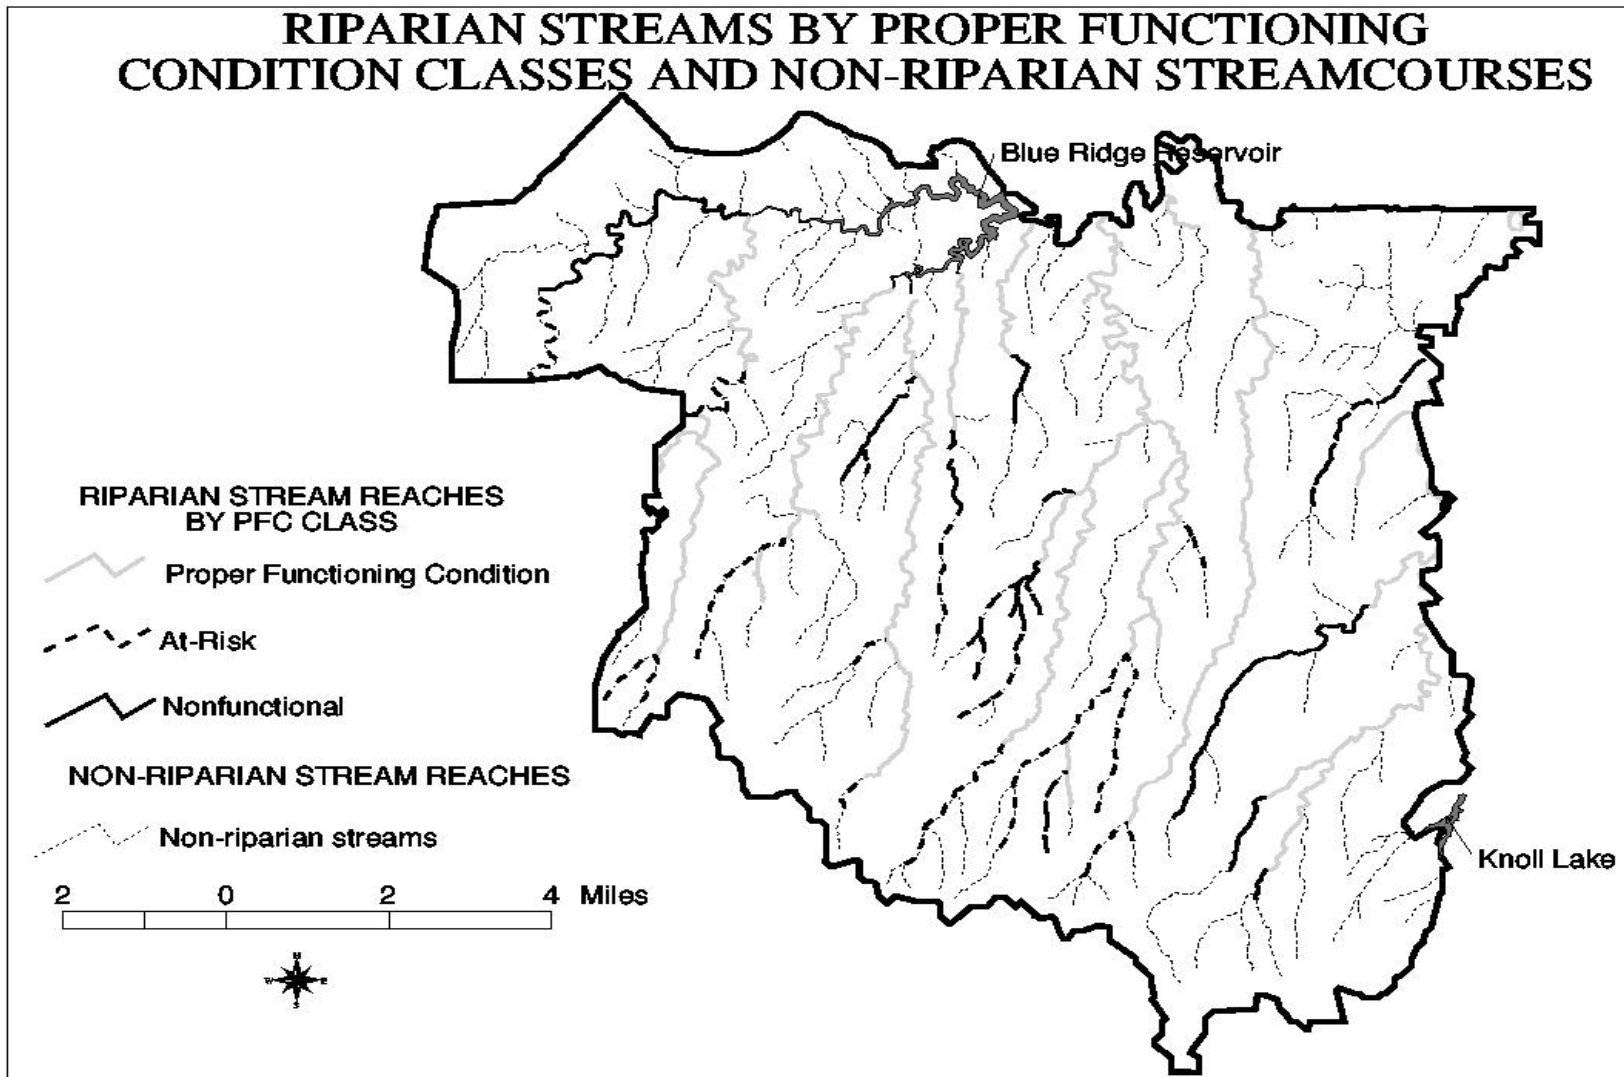 RIPARIAN STREAMS BY PROPER FUNCTIONING
CONDITION CLASSES AND NON-RIPARIAN STREAMCOURSES
Blue Ridge Reservoir
RIPARIAN STREAM REACHES
BY PFC CLASS
Proper Functioning Condition
At-Risk
Nonfunctional
NON-RIPARIAN STREAM REACHES
Non-riparian streams
Knoll Lake
2 0 2 4 Miles
N
W E
S